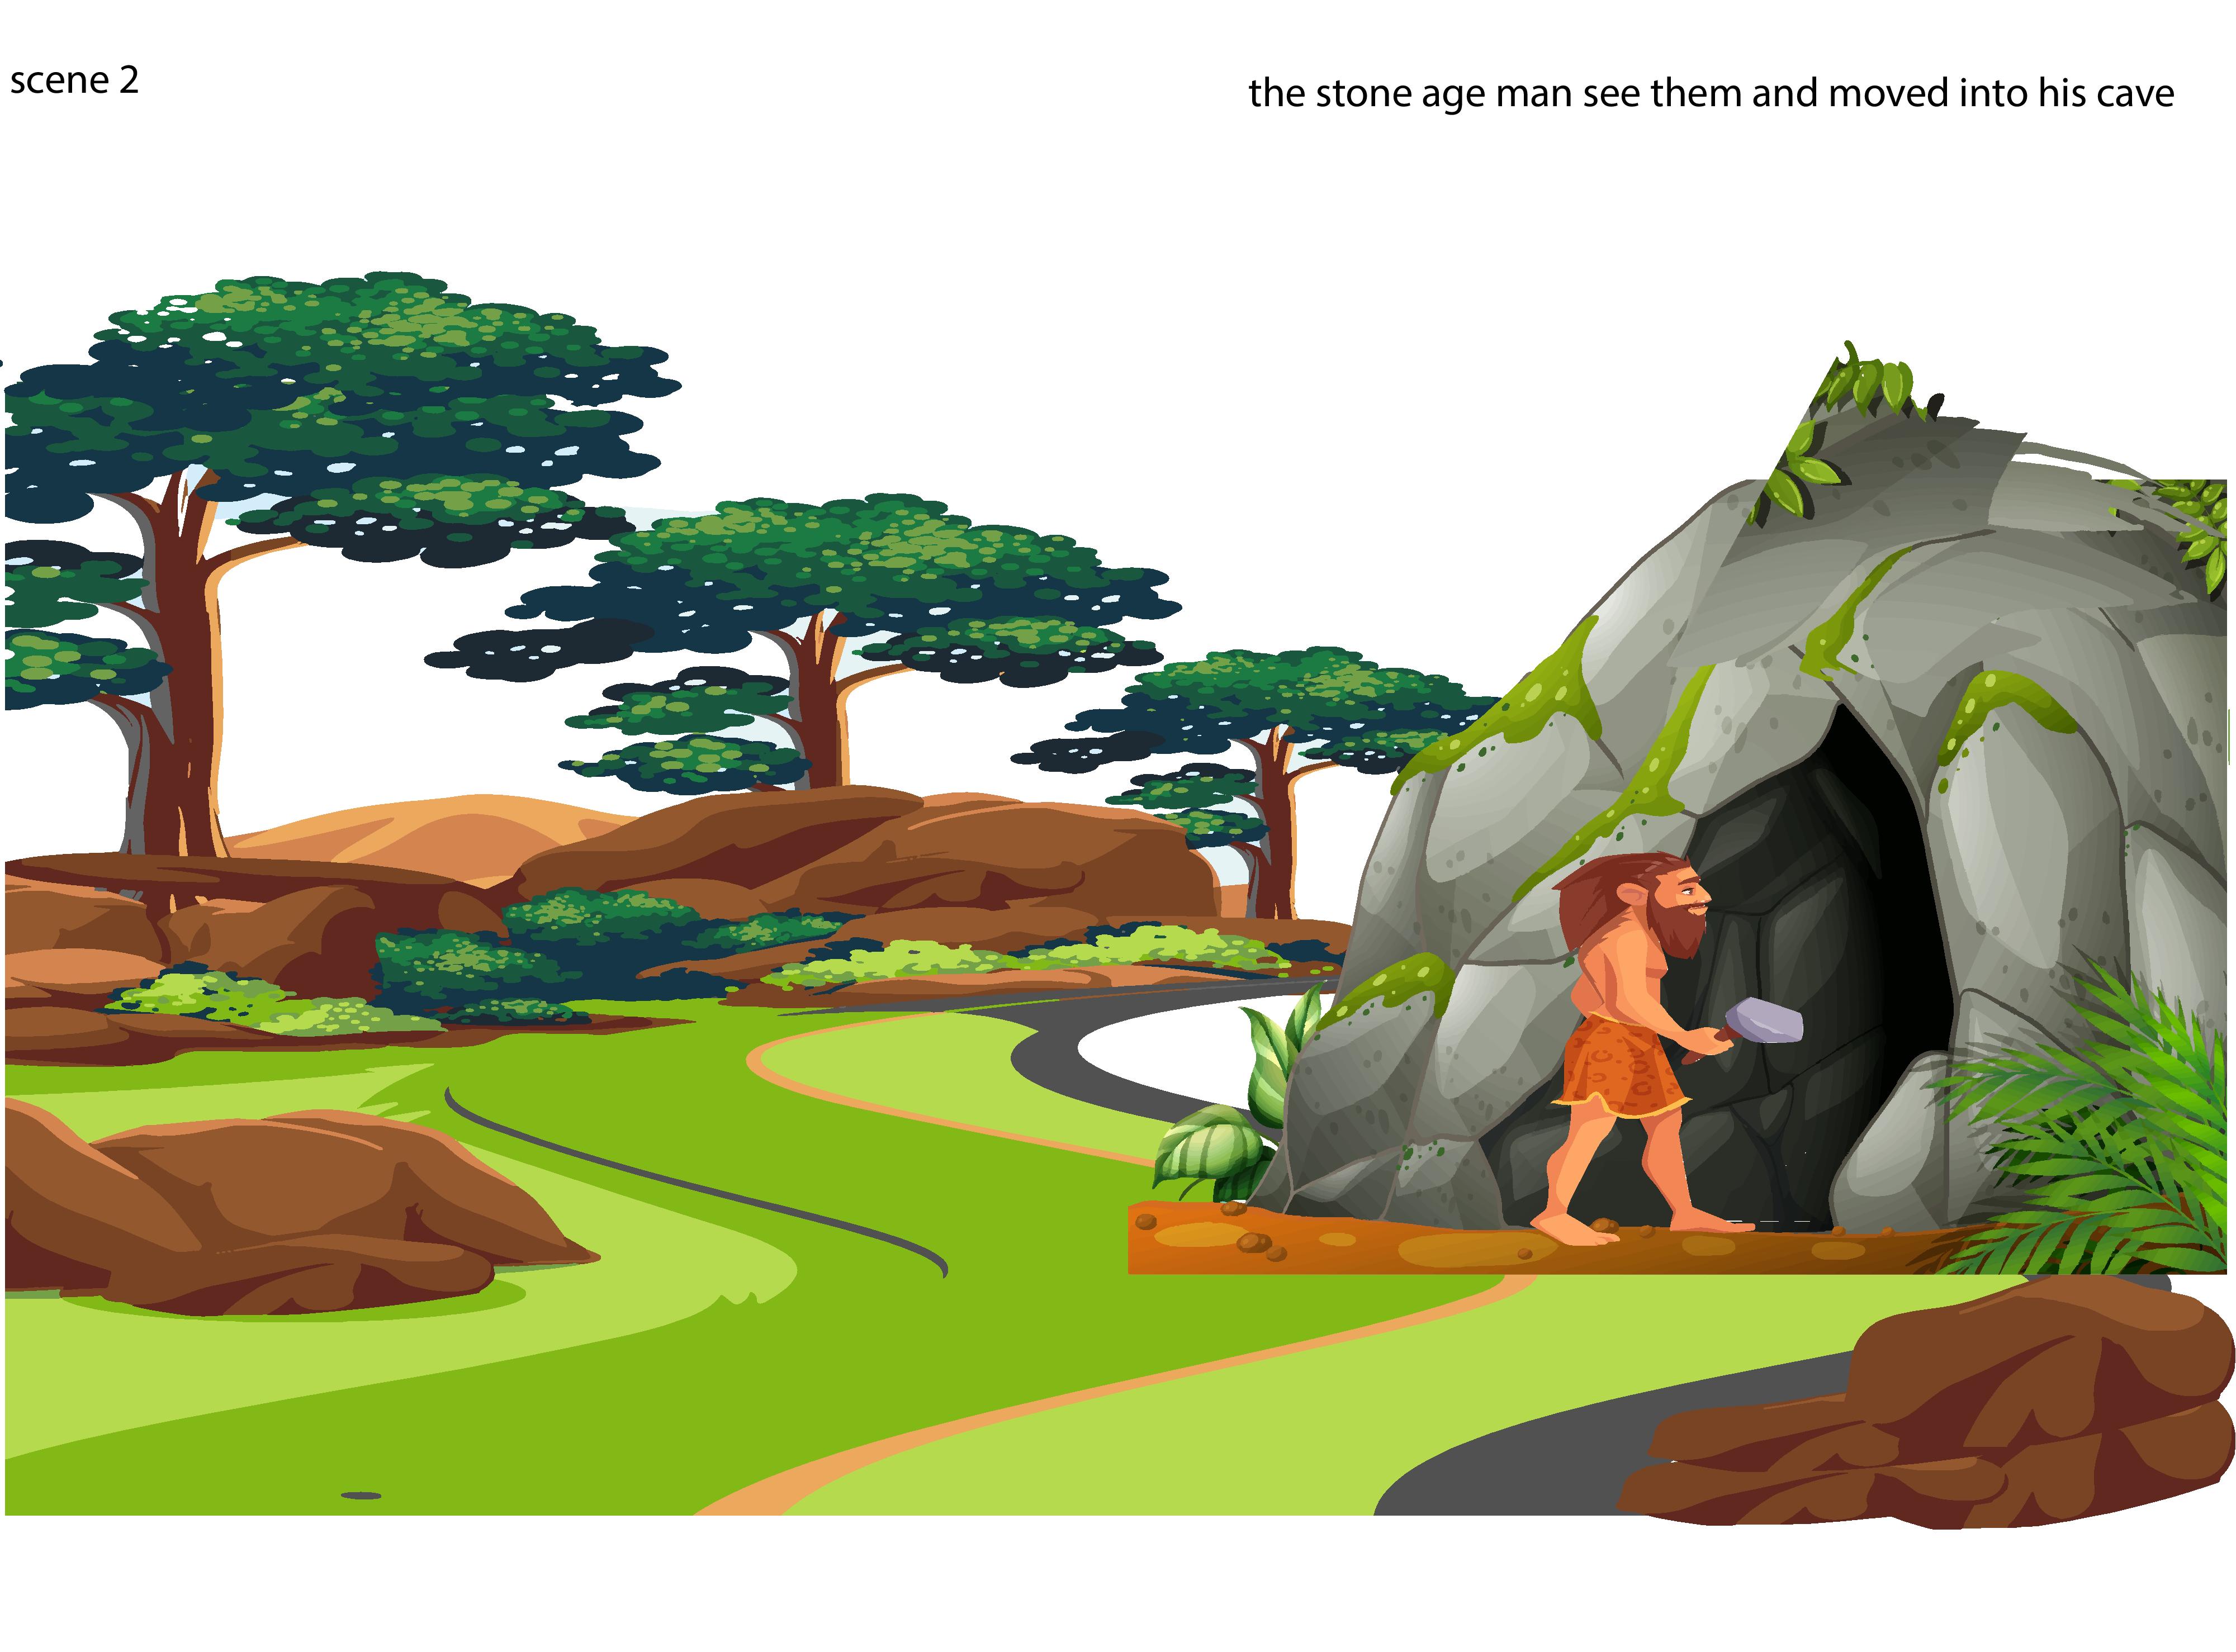 scene 2
the stone age man see them and moved into his cave